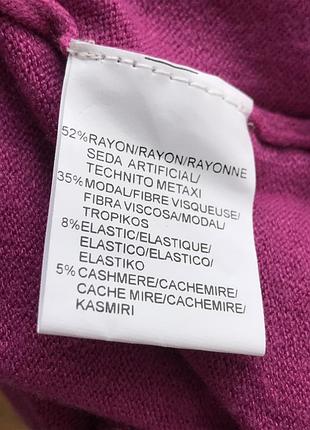 52%RAYON/RAYON/RAYONNE
SEDA ARTIFICIAL/
TECHNITO METAXI
35%MODAL/FIBRE VISQUEUSE/
FIBRA VISCOSA/MODAL/
TROPIKOS
8%ELASTIC/ELASTIQUE/
ELASTICO/ELASTICO/
ELASTIKO
5% CASHMERE/CACHEMIRE/
CACHE MIRE/CACHEMIRE/
KASMIRI